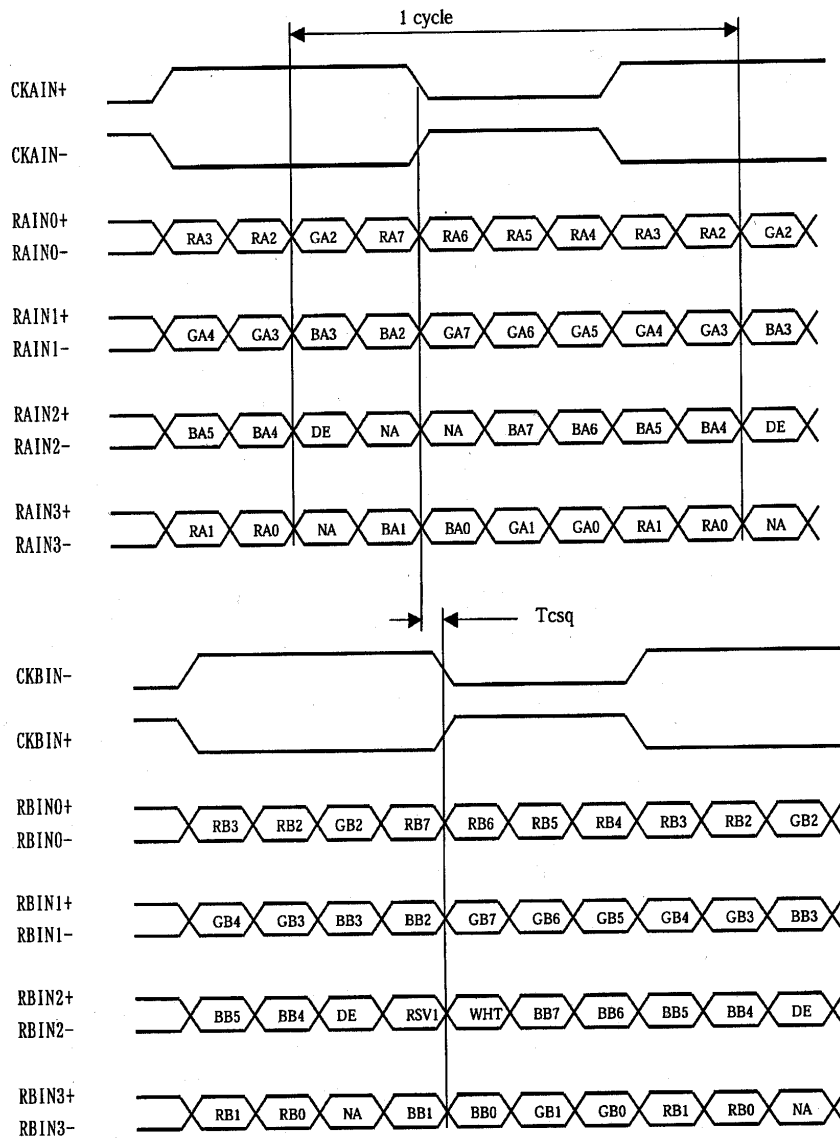 1 cycle
CKAIN+
CKAIN-
RAIN0+
RA3 RA2 GA2 RA7 RA6 RA5 RA4 RA3 RA2 GA2
RAIN0-
RAIN1+
GA4 GA3 BA3 BA2 GA7 GA6 GA5 GA4 GA3 BA3
RAIN1-
RAIN2+
BA5 BA4 DE NA NA BA7 BA6 BA5 BA4 DE
RAIN2-
RAIN3+
RA1 RA0 NA BA1 BA0 GA1 GA0 RA1 RA0 NA
RAIN3-
Tcsq
CKBIN-
CKBIN+
RBIN0+
RB3 RB2 GB2 RB7 RB6 RB5 RB4 RB3 RB2 GB2
RBIN0-
RBIN1+
GB4 GB3 BB3 BB2 GB7 GB6 GB5 GB4 GB3 BB3
RBIN1-
RBIN2+
BB5 BB4 DE RSV1 WHT BB7 BB6 BB5 BB4 DE
RBIN2-
RBIN3+
RB1 RB0 NA BB1 BB0 GB1 GB0 RB1 RB0 NA
RBIN3-